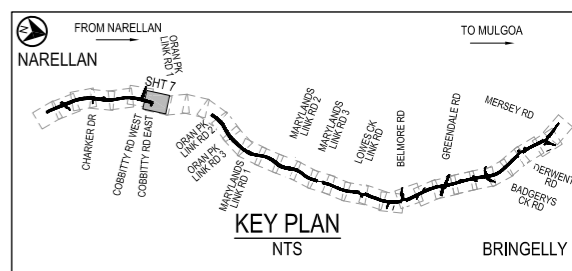 N
FROM NARELLAN
NARELLAN
ORAN PK
LINK RD 1
SHT 7
TO MULGOA
CHARKER DR
COBBITTY RD WEST
COBBITTY RD EAST
ORAN PK
LINK RD 2
ORAN PK
LINK RD 3
MARYLANDS
LINK RD 1
MARYLANDS
LINK RD 2
MARYLANDS
LINK RD 3
LOWES CK
LINK RD
BELMORE RD
GREENDALE RD
MERSEY RD
DERWENT
RD
BADGERYS
CK RD
KEY PLAN
NTS
BRINGELLY